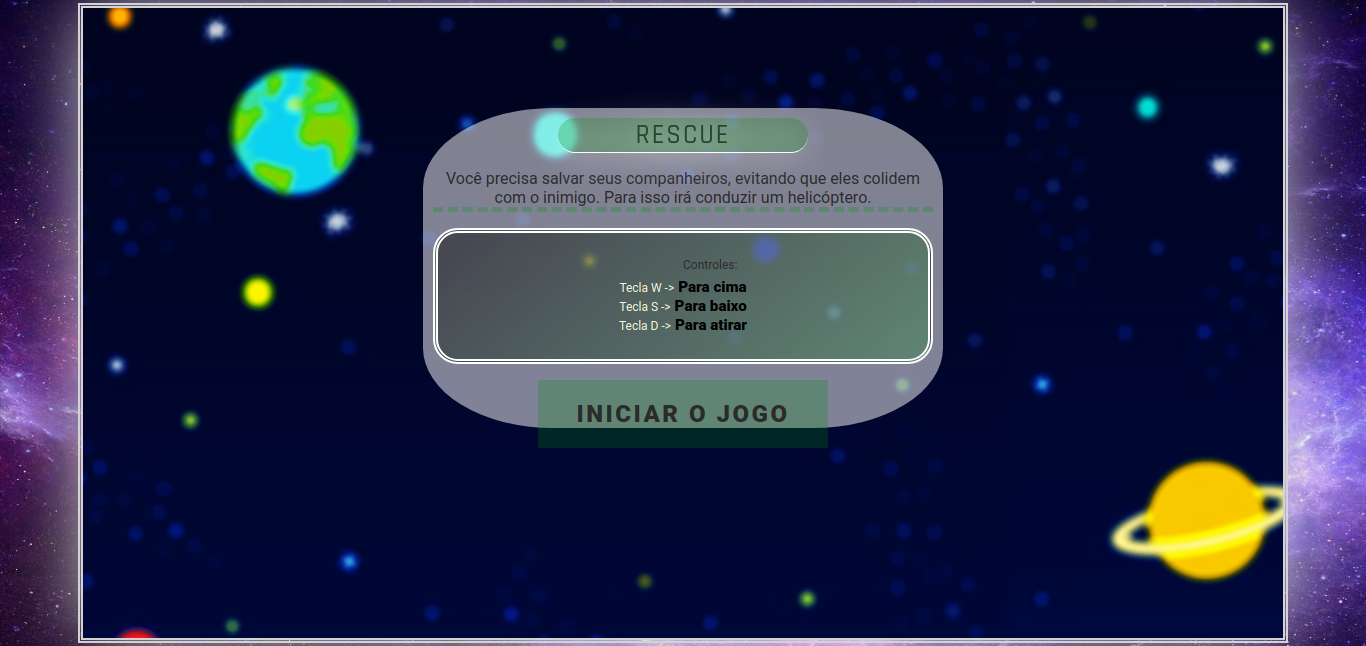 RESCUE
Você precisa salvar seus companheiros, evitando que eles colidem
com o inimigo. Para isso irá conduzir um helicóptero.
Controles:
Tecla W -> Para cima
Tecla S -> Para baixo
Tecla D -> Para atirar
INICIAR O JOGO